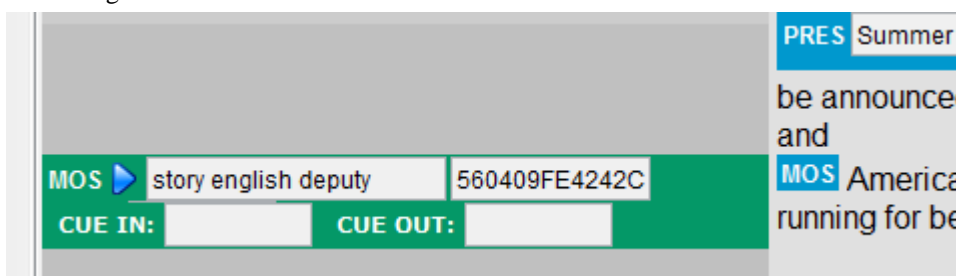 PRES Summer
be announce
and
MOS story english deputy 560409FE4242C
MOS America
running for be
CUE IN: CUE OUT: